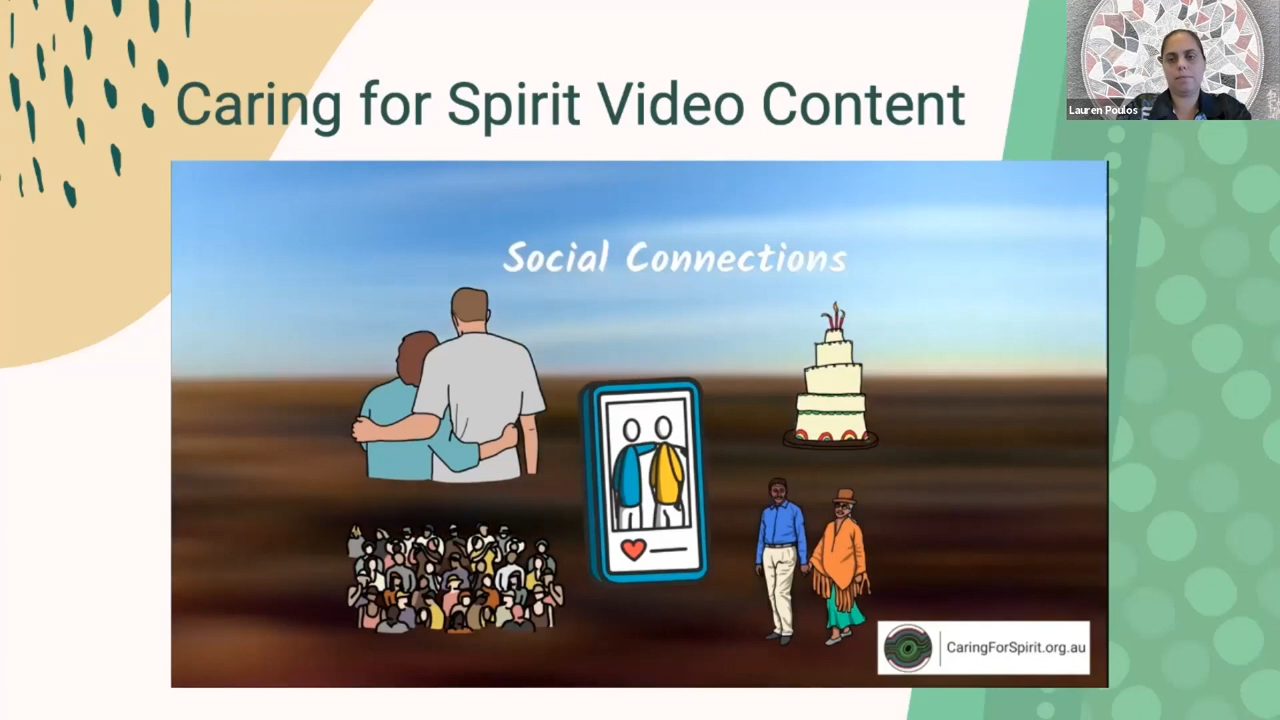 Caring for Spirit Video Content
Lauren Poulos
Social Connections
CaringForSpirit.org.au